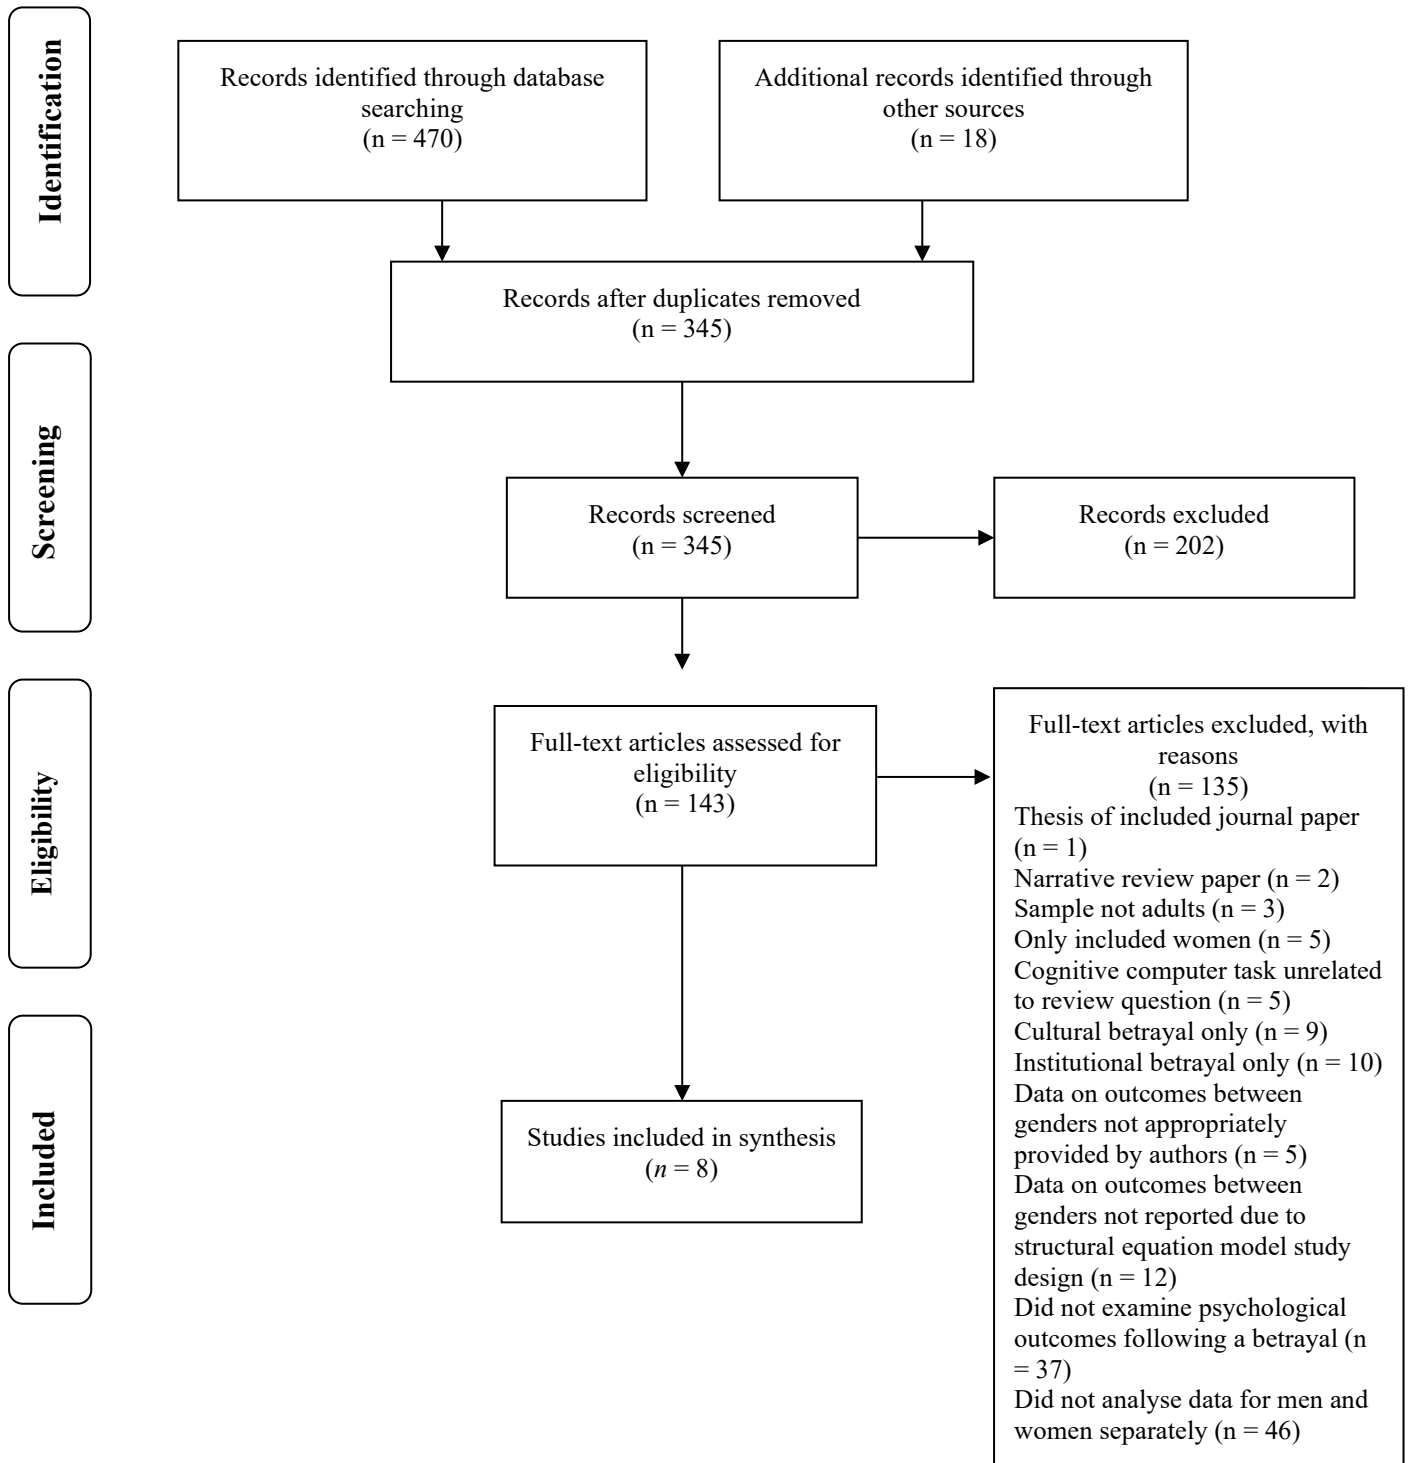 Identification
Records identified through database
searching
(n = 470)
Additional records identified through
other sources
(n = 18)
Records after duplicates removed
(n = 345)
Screening
Records screened
(n = 345)
Records excluded
(n = 202)
Eligibility
Full-text articles assessed for
eligibility
(n = 143)
Full-text articles excluded, with
reasons
(n = 135)
Thesis of included journal paper
(n = 1)
Narrative review paper (n = 2)
Sample not adults (n = 3)
Only included women (n = 5)
Cognitive computer task unrelated
to review question (n = 5)
Cultural betrayal only (n = 9)
Institutional betrayal only (n = 10)
Data on outcomes between
genders not appropriately
provided by authors (n = 5)
Data on outcomes between
genders not reported due to
structural equation model study
design (n = 12)
Did not examine psychological
outcomes following a betrayal (n
= 37)
Did not analyse data for men and
women separately (n = 46)
Included
Studies included in synthesis
(n = 8)